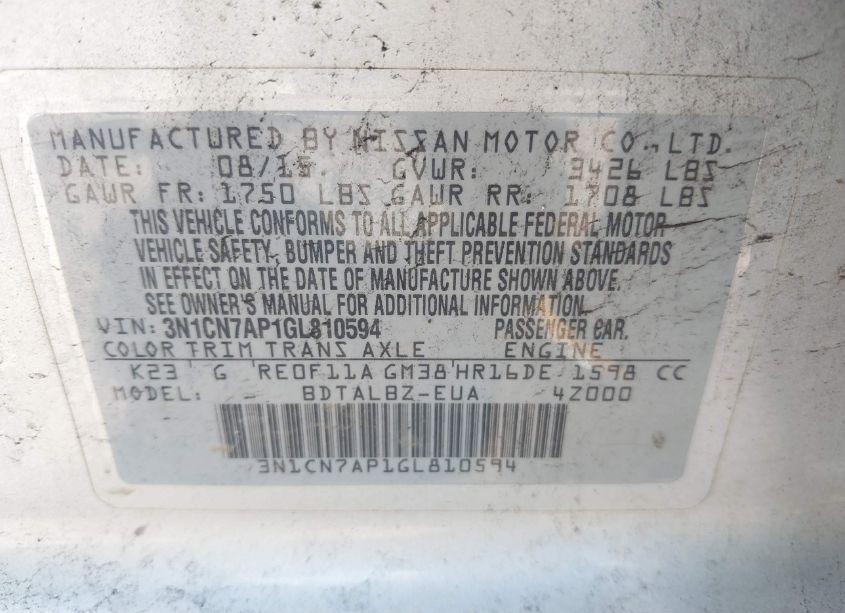 MANUFACTURED BY NISSAN MOTOR CO., LTD.
DATE: 08/15 GVWR: 3426 LBS
GAWR FR: 1750 LBS GAWR RR: 1708 LBS
THIS VEHICLE CONFORMS TO ALL APPLICABLE FEDERAL MOTOR
VEHICLE SAFETY, BUMPER AND THEFT PREVENTION STANDARDS
IN EFFECT ON THE DATE OF MANUFACTURE SHOWN ABOVE.
SEE OWNER'S MANUAL FOR ADDITIONAL INFORMATION.
VIN: 3N1CN7AP1GL810594 PASSENGER CAR.
COLOR TRIM TRANS AXLE ENGINE
K23 G RE0F11A GM38 HR16DE 1598 CC
MODEL: BDTALBZ-EUA 4Z000
3N1CN7AP1GL810594